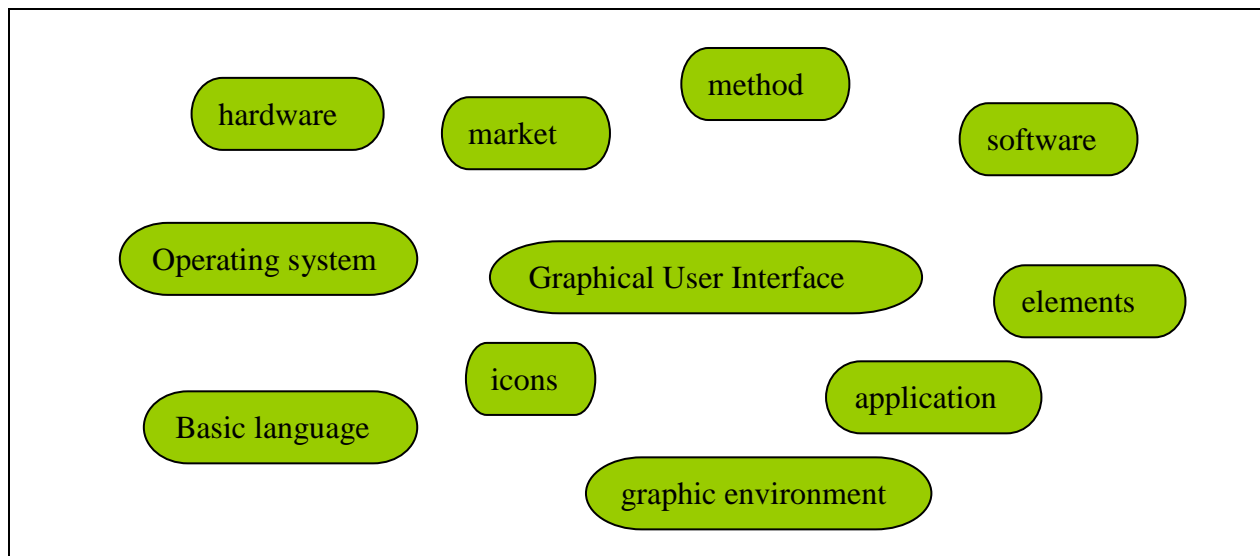 method
hardware
market
software
Operating system
Graphical User Interface
elements
icons
application
Basic language
graphic environment